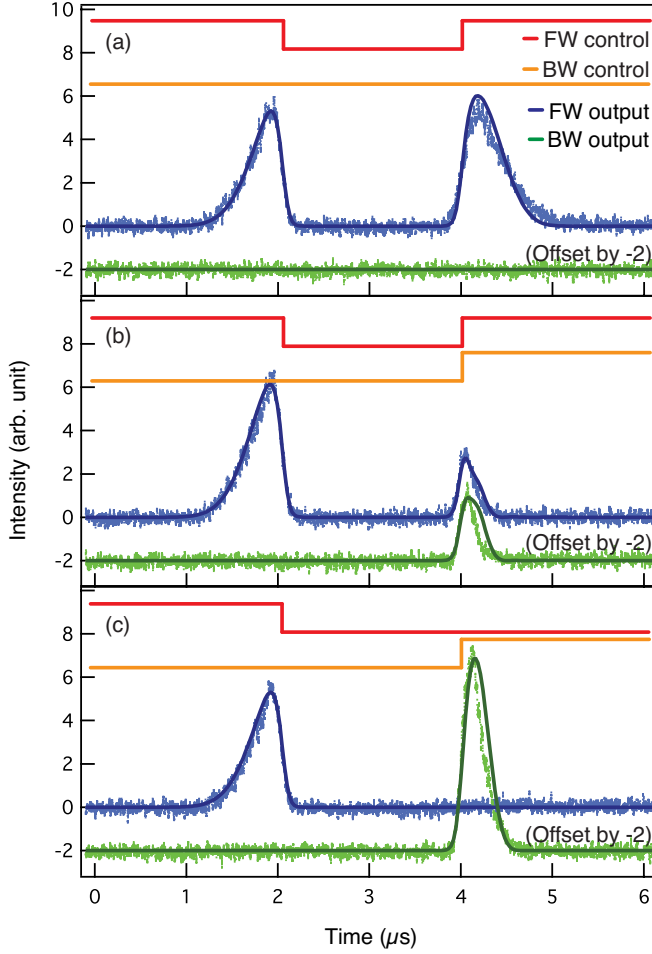 10
(a)
FW control
8
BW control
6
FW output
4
BW output
2
0
(Offset by -2)
-2
(b)
8
6
4
2
0
(Offset by -2)
-2
Intensity (arb. unit)
(c)
8
6
4
2
0
(Offset by -2)
-2
0 1 2 3 4 5 6
Time (µs)